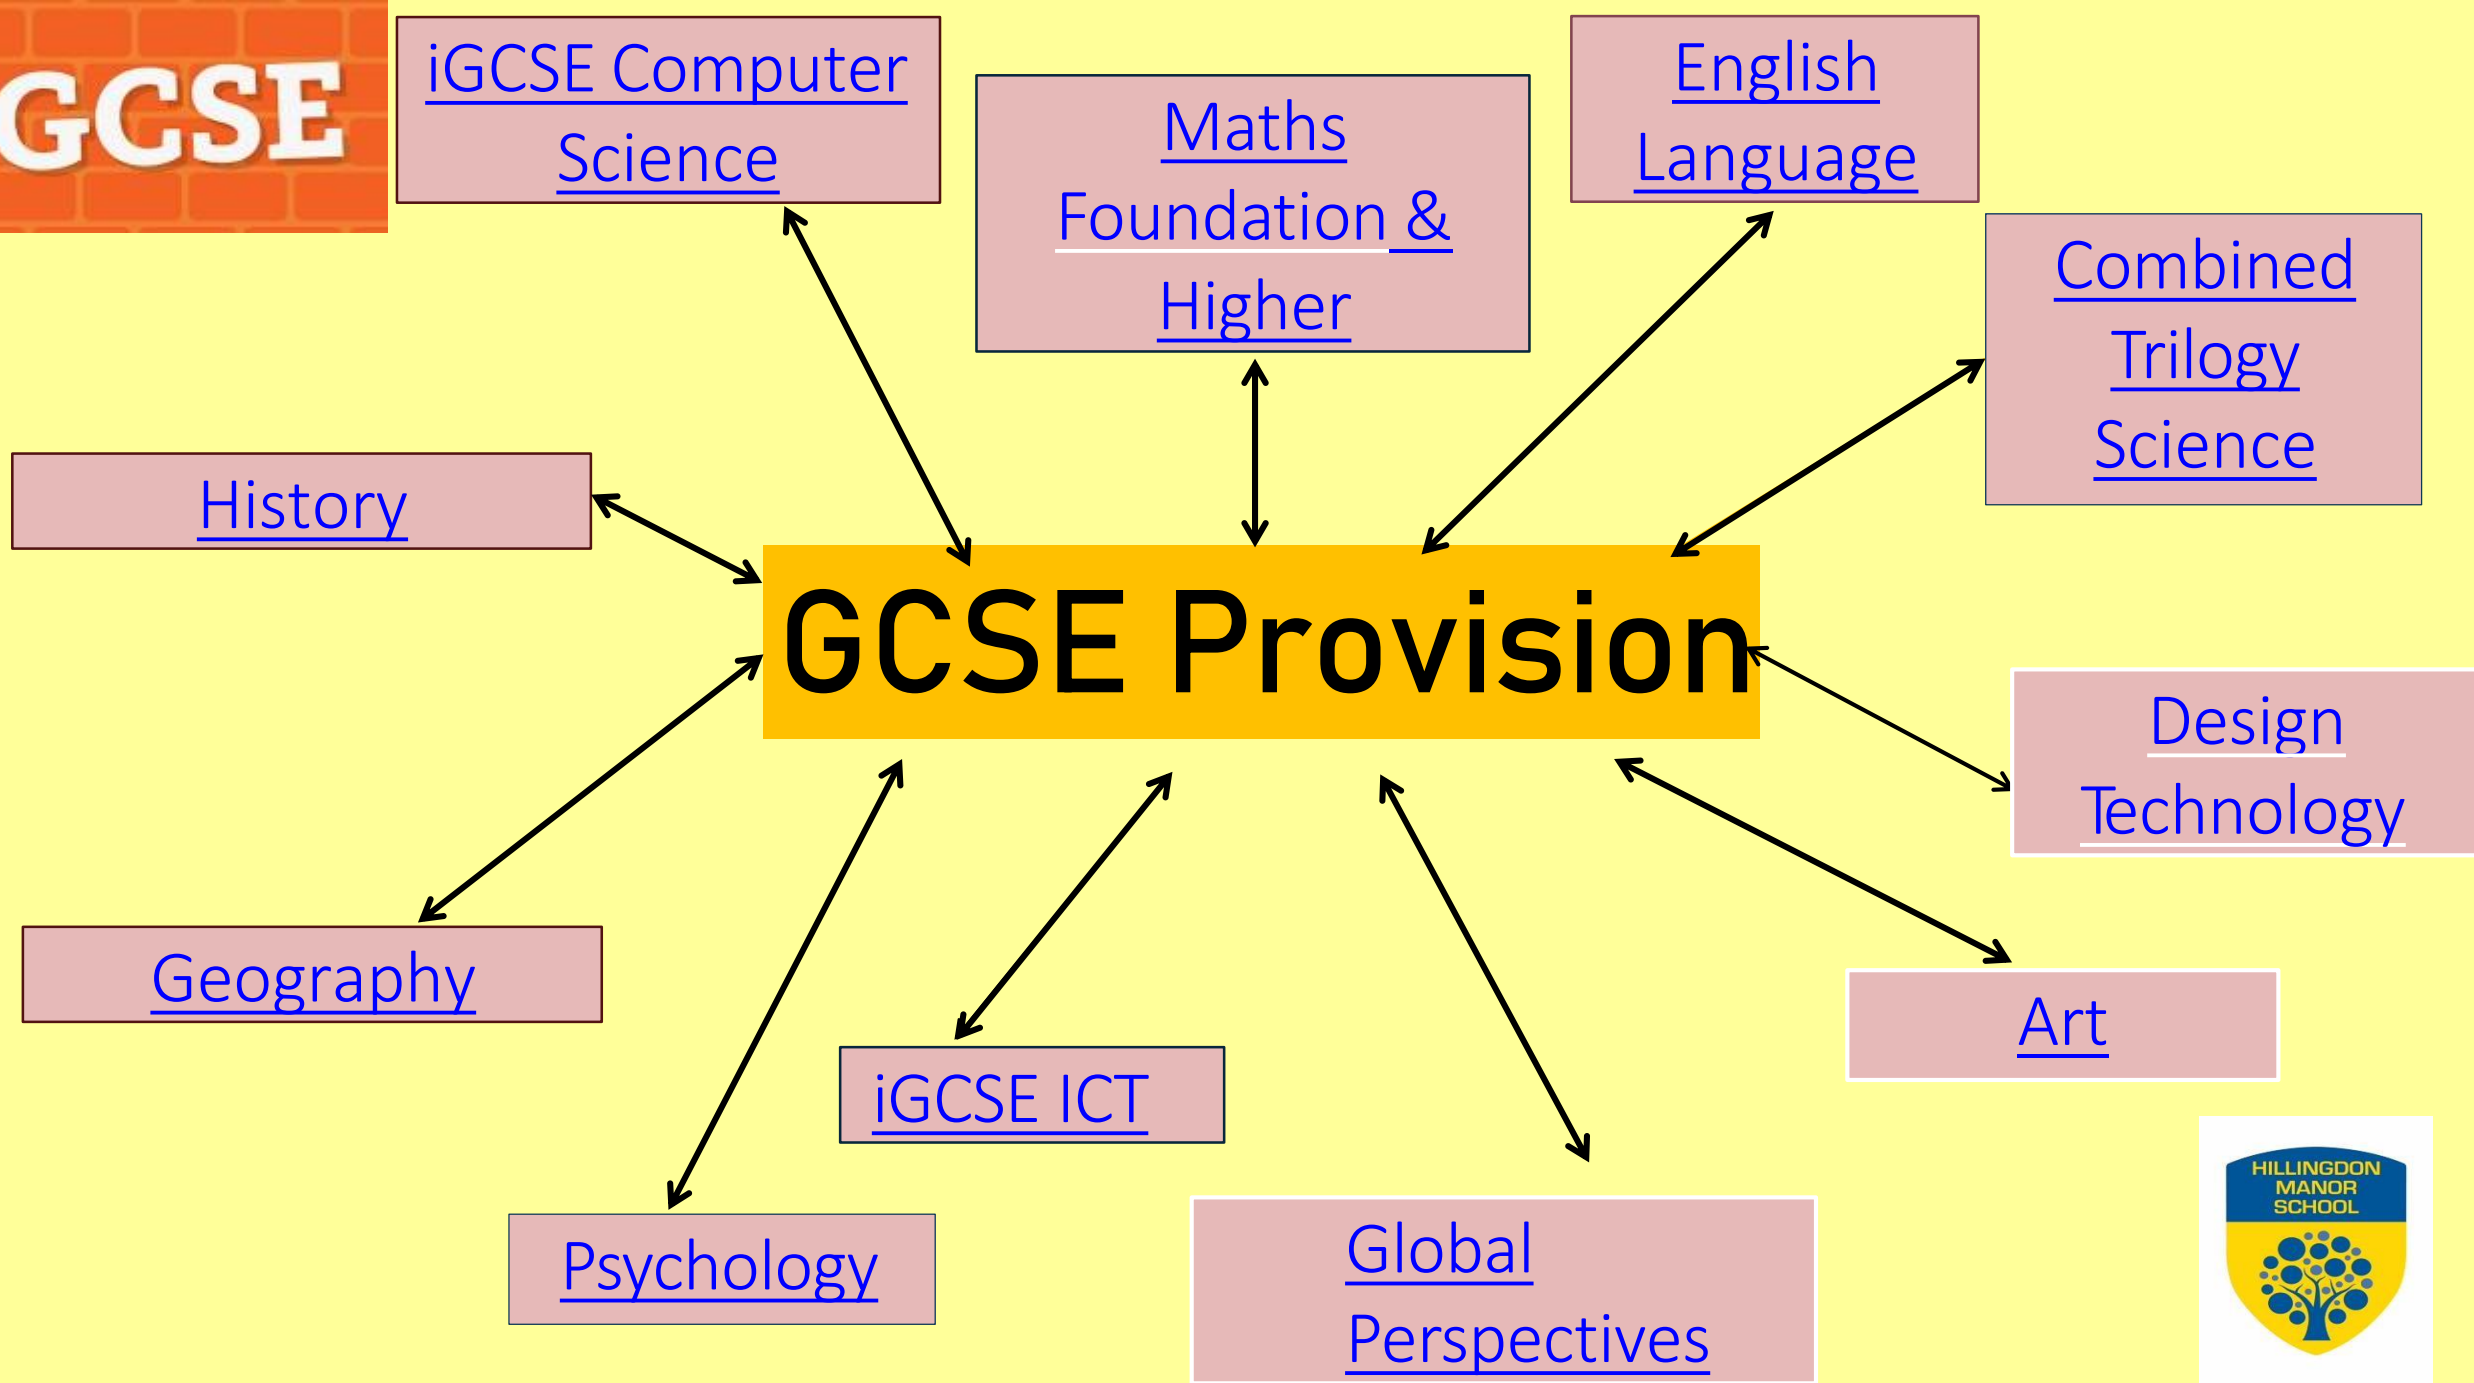 GCSE
iGCSE Computer
Science
Maths
Foundation &
Higher
English
Language
Combined
Trilogy
Science
History
GCSE Provision
Design
Technology
Geography
Art
iGCSE ICT
Psychology
Global
Perspectives
HILLINGDON
MANOR
SCHOOL